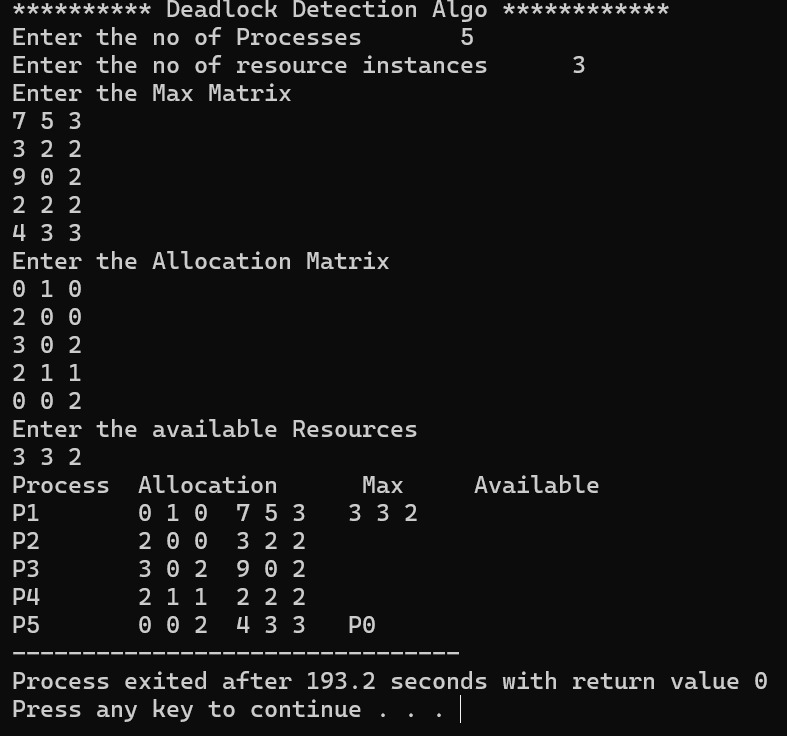 ********** Deadlock Detection Algo ************
Enter the no of Processes       5
Enter the no of resource instances      3
Enter the Max Matrix
7 5 3
3 2 2
9 0 2
2 2 2
4 3 3
Enter the Allocation Matrix
0 1 0
2 0 0
3 0 2
2 1 1
0 0 2
Enter the available Resources
3 3 2
Process  Allocation      Max     Available
P1       0 1 0  7 5 3   3 3 2
P2       2 0 0  3 2 2
P3       3 0 2  9 0 2
P4       2 1 1  2 2 2
P5       0 0 2  4 3 3   P0
--------------------------------
Process exited after 193.2 seconds with return value 0
Press any key to continue . . .